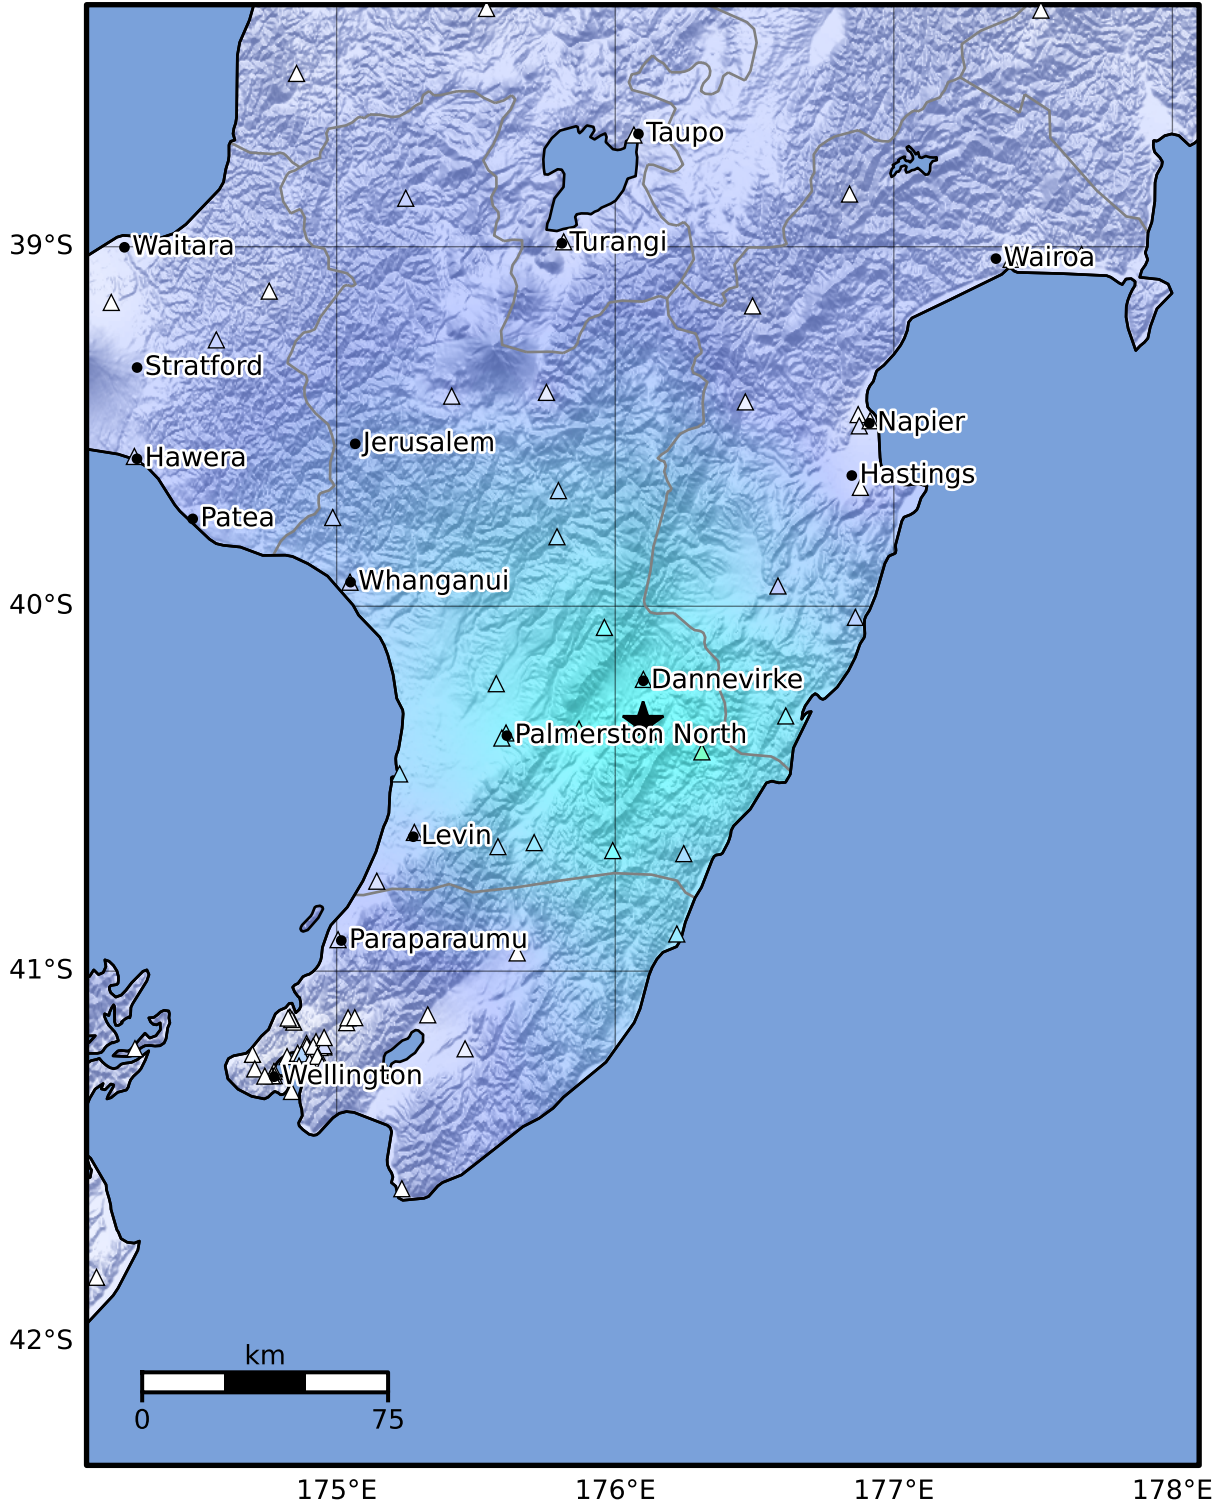 Taupo
Turangi
39°S
Waitara
Wairoa
Stratford
Napier
Jerusalem
Hawera
Hastings
Patea
Whanganui
40°S
Dannevirke
Palmerston North
Levin
Paraparaumu
41°S
Wellington
42°S
km
0
75
175°E
176°E
177°E
178°E